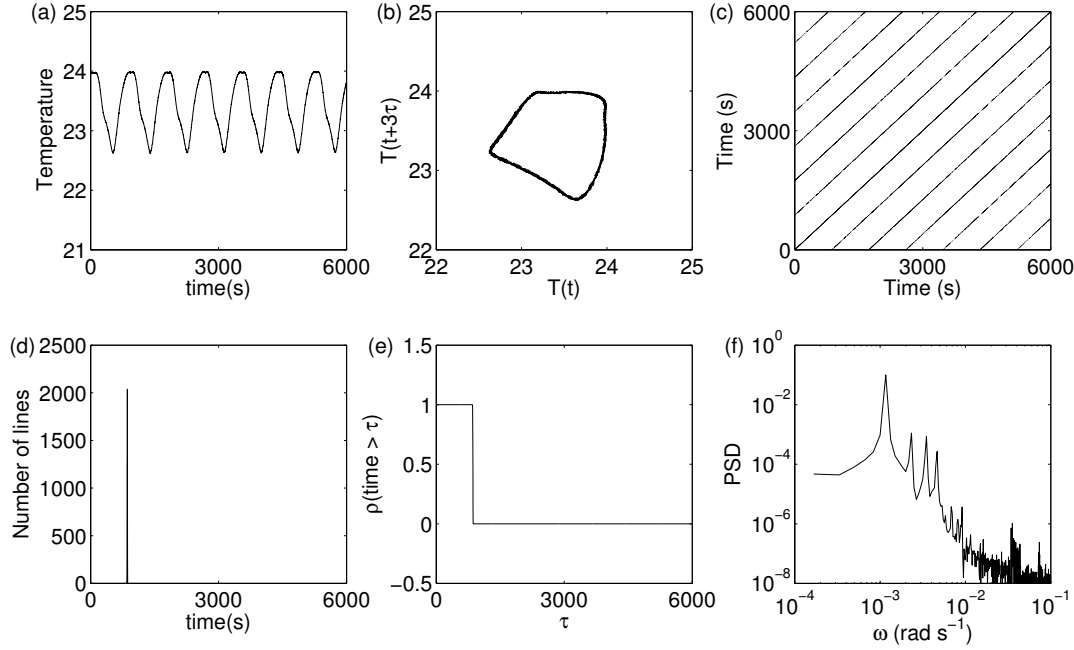 (a)
25
24
23
22
21
Temperature
0
3000
6000
time(s)
(b)
25
24
23
22
T(t+3τ)
22
23
24
25
T(t)
(c)
6000
3000
0
Time (s)
0
3000
6000
Time (s)
(d)
2500
2000
1500
1000
500
0
Number of lines
0
3000
6000
time(s)
(e)
1.5
1
0.5
0
−0.5
ρ(time > τ)
0
3000
6000
τ
(f)
10⁰
10⁻²
10⁻⁴
10⁻⁶
10⁻⁸
PSD
10⁻⁴
10⁻³
10⁻²
10⁻¹
ω (rad s⁻¹)